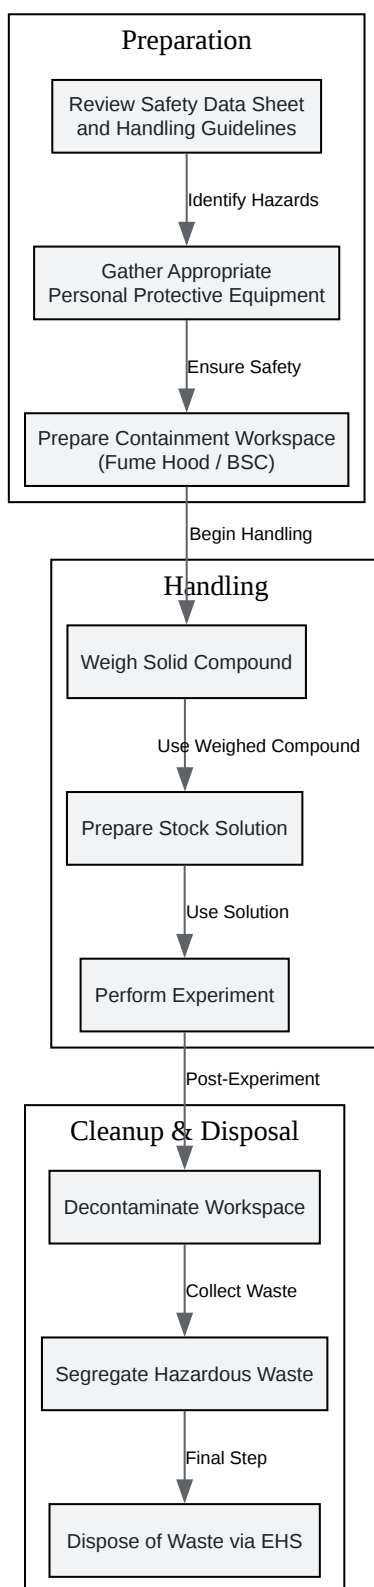 Preparation
Review Safety Data Sheet
and Handling Guidelines
Identify Hazards
Gather Appropriate
Personal Protective Equipment
Ensure Safety
Prepare Containment Workspace
(Fume Hood / BSC)
Begin Handling
Handling
Weigh Solid Compound
Use Weighed Compound
Prepare Stock Solution
Use Solution
Perform Experiment
Post-Experiment
Cleanup & Disposal
Decontaminate Workspace
Collect Waste
Segregate Hazardous Waste
Final Step
Dispose of Waste via EHS